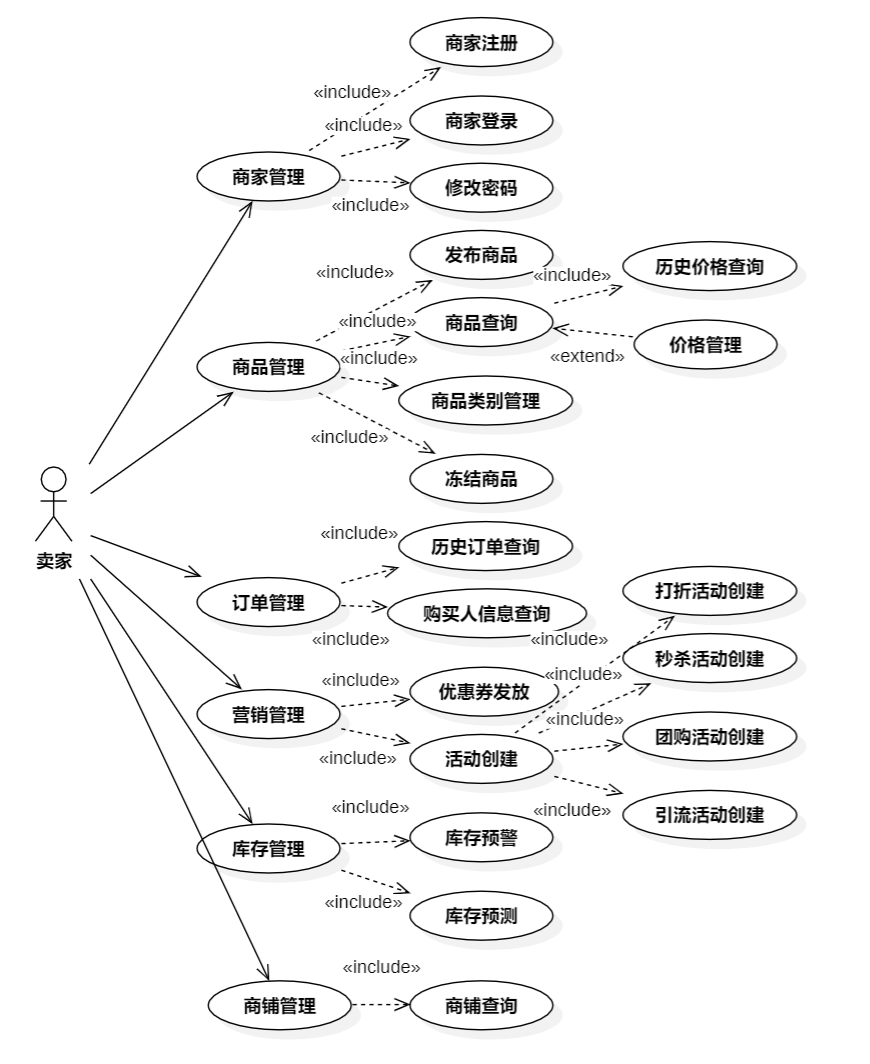 商家注册
«include»
«include»
商家登录
商家管理
修改密码
«include»
发布商品
«include»
«include»
历史价格查询
«include»
商品查询
价格管理
«include»
«extend»
商品管理
商品类别管理
«include»
冻结商品
卖家
«include»
历史订单查询
订单管理
购买人信息查询
打折活动创建
«include»
«include»
«include»
«include»
秒杀活动创建
优惠券发放
营销管理
«include»
团购活动创建
«include»
活动创建
«include»
«include»
引流活动创建
库存管理
库存预警
«include»
库存预测
«include»
商铺管理
商铺查询